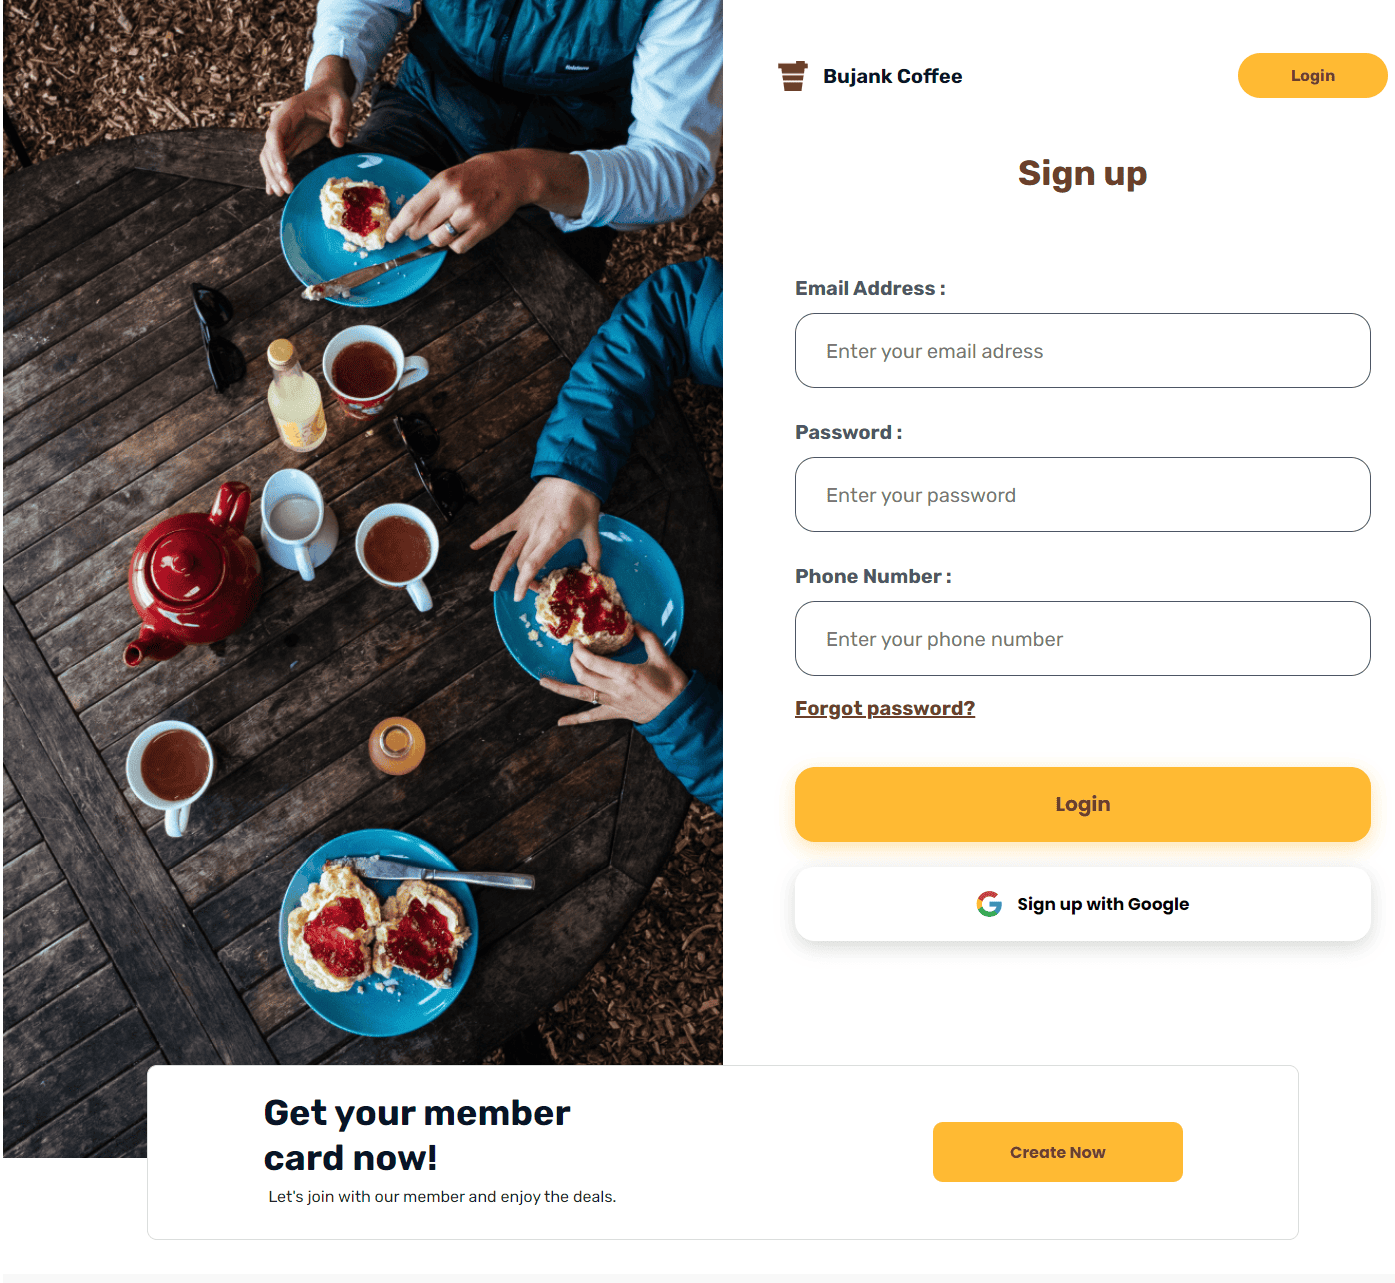 Bujank Coffee
Login
Sign up
Email Address :
Enter your email adress
Password :
Enter your password
Phone Number :
Enter your phone number
Forgot password?
Login
Sign up with Google
Get your member
card now!
Let's join with our member and enjoy the deals.
Create Now